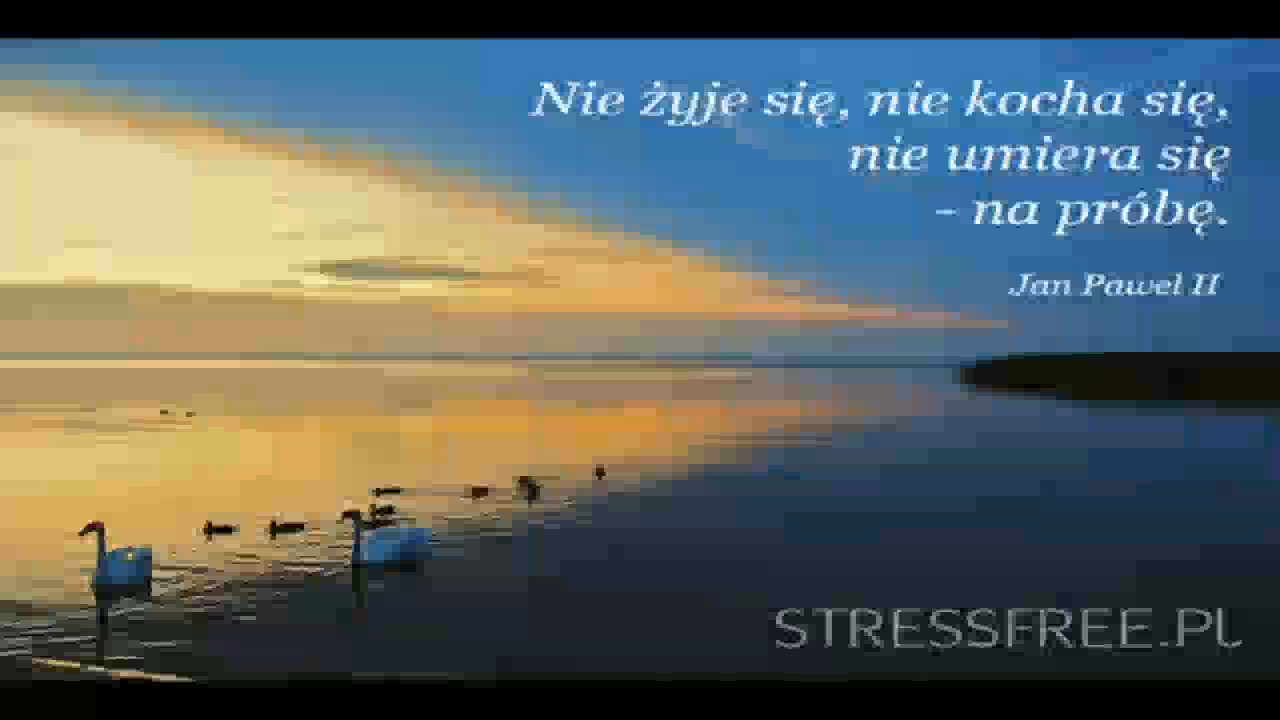 Nie żyje się, nie kocha się,
nie umiera się
- na próbę.
Jan Paweł II
STRESSFREE.PL